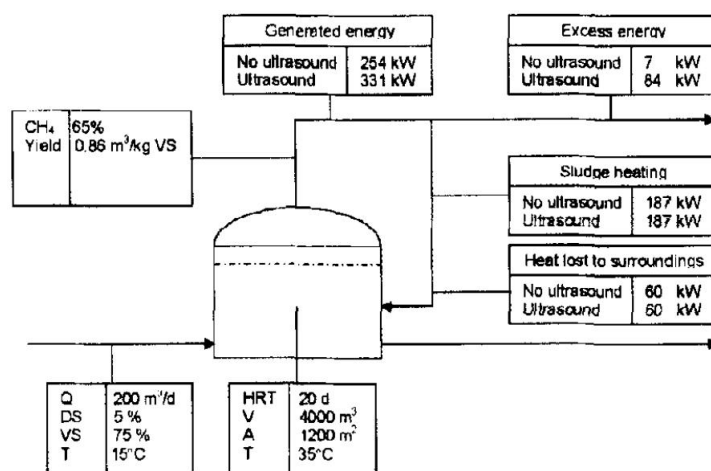 Generated energy
No ultrasound 254 kW
Ultrasound 331 kW
Excess energy
No ultrasound 7 kW
Ultrasound 84 kW
CH₄ 65%
Yield 0.86 m³/kg VS
Sludge heating
No ultrasound 187 kW
Ultrasound 187 kW
Heat lost to surroundings
No ultrasound 60 kW
Ultrasound 60 kW
Q 200 m³/d
DS 5 %
VS 75 %
T 15°C
HRT 20 d
V 4000 m³
A 1200 m²
T 35°C